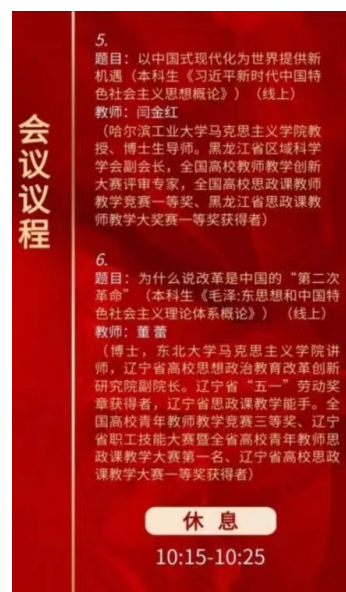 会议议程
5.
题目：以中国式现代化为世界提供新
机遇（本科生《习近平新时代中国特
色社会主义思想概论》）（线上）
教师：闫金红
（哈尔滨工业大学马克思主义学院教
授、博士生导师。黑龙江省区域科学
学会副会长，全国高校教师教学创新
大赛评审专家，全国高校思政课教师
教学竞赛一等奖、黑龙江省思政课教
师教学大奖赛一等奖获得者）
6.
题目：为什么说改革是中国的“第二次
革命”（本科生《毛泽:东思想和中国特
色社会主义理论体系概论》）（线上）
教师：董 蕾
（博士，东北大学马克思主义学院讲
师，辽宁省高校思想政治教育改革创新
研究院副院长。辽宁省“五一”劳动奖
章获得者，辽宁省思政课教学能手。全
国高校青年教师教学竞赛三等奖、辽宁
省职工技能大赛暨全省高校青年教师思
政课教学大赛第一名、辽宁省高校思政
课教学大赛一等奖获得者）
休 息
10:15-10:25